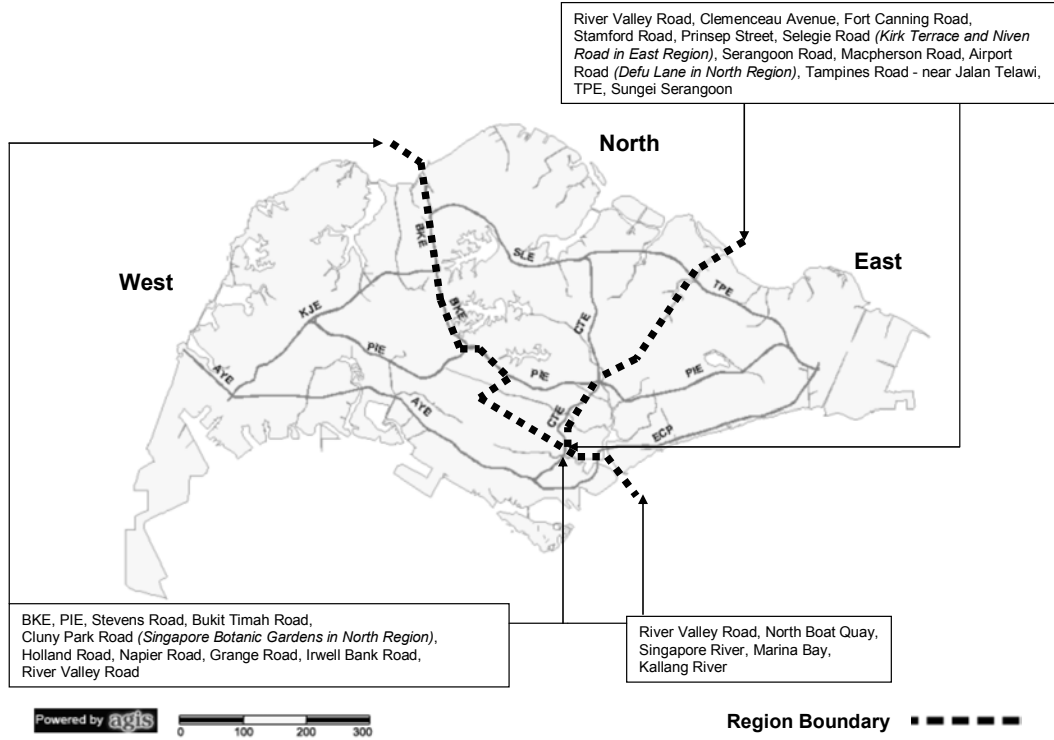 River Valley Road, Clemenceau Avenue, Fort Canning Road,
Stamford Road, Prinsep Street, Selegie Road (Kirk Terrace and Niven
Road in East Region), Serangoon Road, Macpherson Road, Airport
Road (Defu Lane in North Region), Tampines Road - near Jalan Telawi,
TPE, Sungei Serangoon
North
East
West
BKE
SLE
TPE
KJE
BKE
CTE
PIE
PIE
PIE
AYE
AYE
CTE
ECP
BKE, PIE, Stevens Road, Bukit Timah Road,
Cluny Park Road (Singapore Botanic Gardens in North Region),
Holland Road, Napier Road, Grange Road, Irwell Bank Road,
River Valley Road
River Valley Road, North Boat Quay,
Singapore River, Marina Bay,
Kallang River
Powered by agis
0 100 200 300
Region Boundary